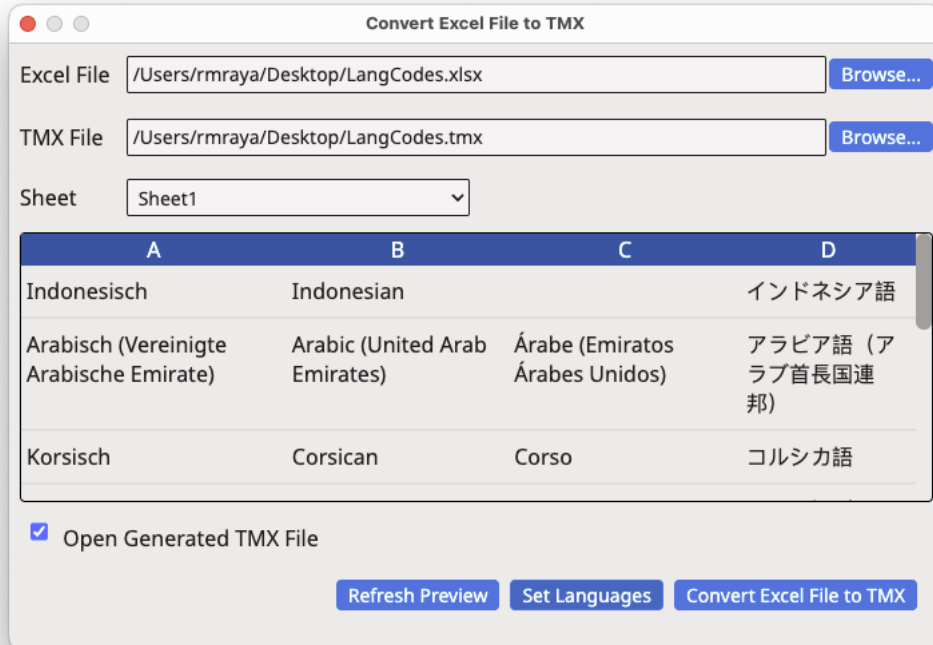 Convert Excel File to TMX
Excel File
/Users/rmraya/Desktop/LangCodes.xlsx
Browse...
TMX File
/Users/rmraya/Desktop/LangCodes.tmx
Browse...
Sheet
Sheet1
A B C D
Indonesisch
Indonesian
インドネシア語
Arabisch (Vereinigte
Arabische Emirate)
Arabic (United Arab
Emirates)
Árabe (Emiratos
Árabes Unidos)
アラビア語（ア
ラブ首長国連
邦)
Korsisch
Corsican
Corso
コルシカ語
Open Generated TMX File
Refresh Preview
Set Languages
Convert Excel File to TMX